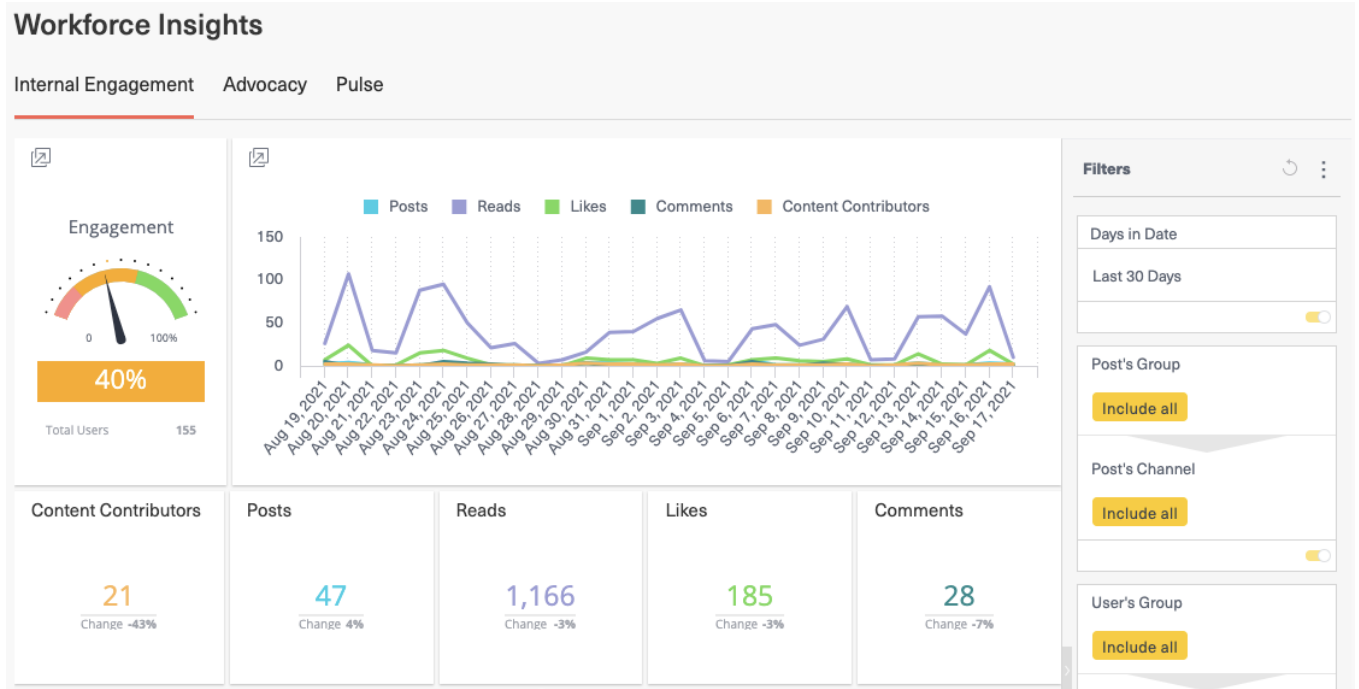 Workforce Insights
Internal Engagement Advocacy Pulse
Engagement
0 100%
40%
Total Users 155
Posts Reads Likes Comments Content Contributors
150
100
50
0
Aug 19, 2021
Aug 20, 2021
Aug 21, 2021
Aug 22, 2021
Aug 23, 2021
Aug 24, 2021
Aug 25, 2021
Aug 26, 2021
Aug 27, 2021
Aug 28, 2021
Aug 29, 2021
Aug 30, 2021
Aug 31, 2021
Sep 1, 2021
Sep 2, 2021
Sep 3, 2021
Sep 4, 2021
Sep 5, 2021
Sep 6, 2021
Sep 7, 2021
Sep 8, 2021
Sep 9, 2021
Sep 10, 2021
Sep 11, 2021
Sep 12, 2021
Sep 13, 2021
Sep 14, 2021
Sep 15, 2021
Sep 16, 2021
Sep 17, 2021
Content Contributors
21
Change -43%
Posts
47
Change 4%
Reads
1,166
Change -3%
Likes
185
Change -3%
Comments
28
Change -7%
Filters
Days in Date
Last 30 Days
Post's Group
Include all
Post's Channel
Include all
User's Group
Include all